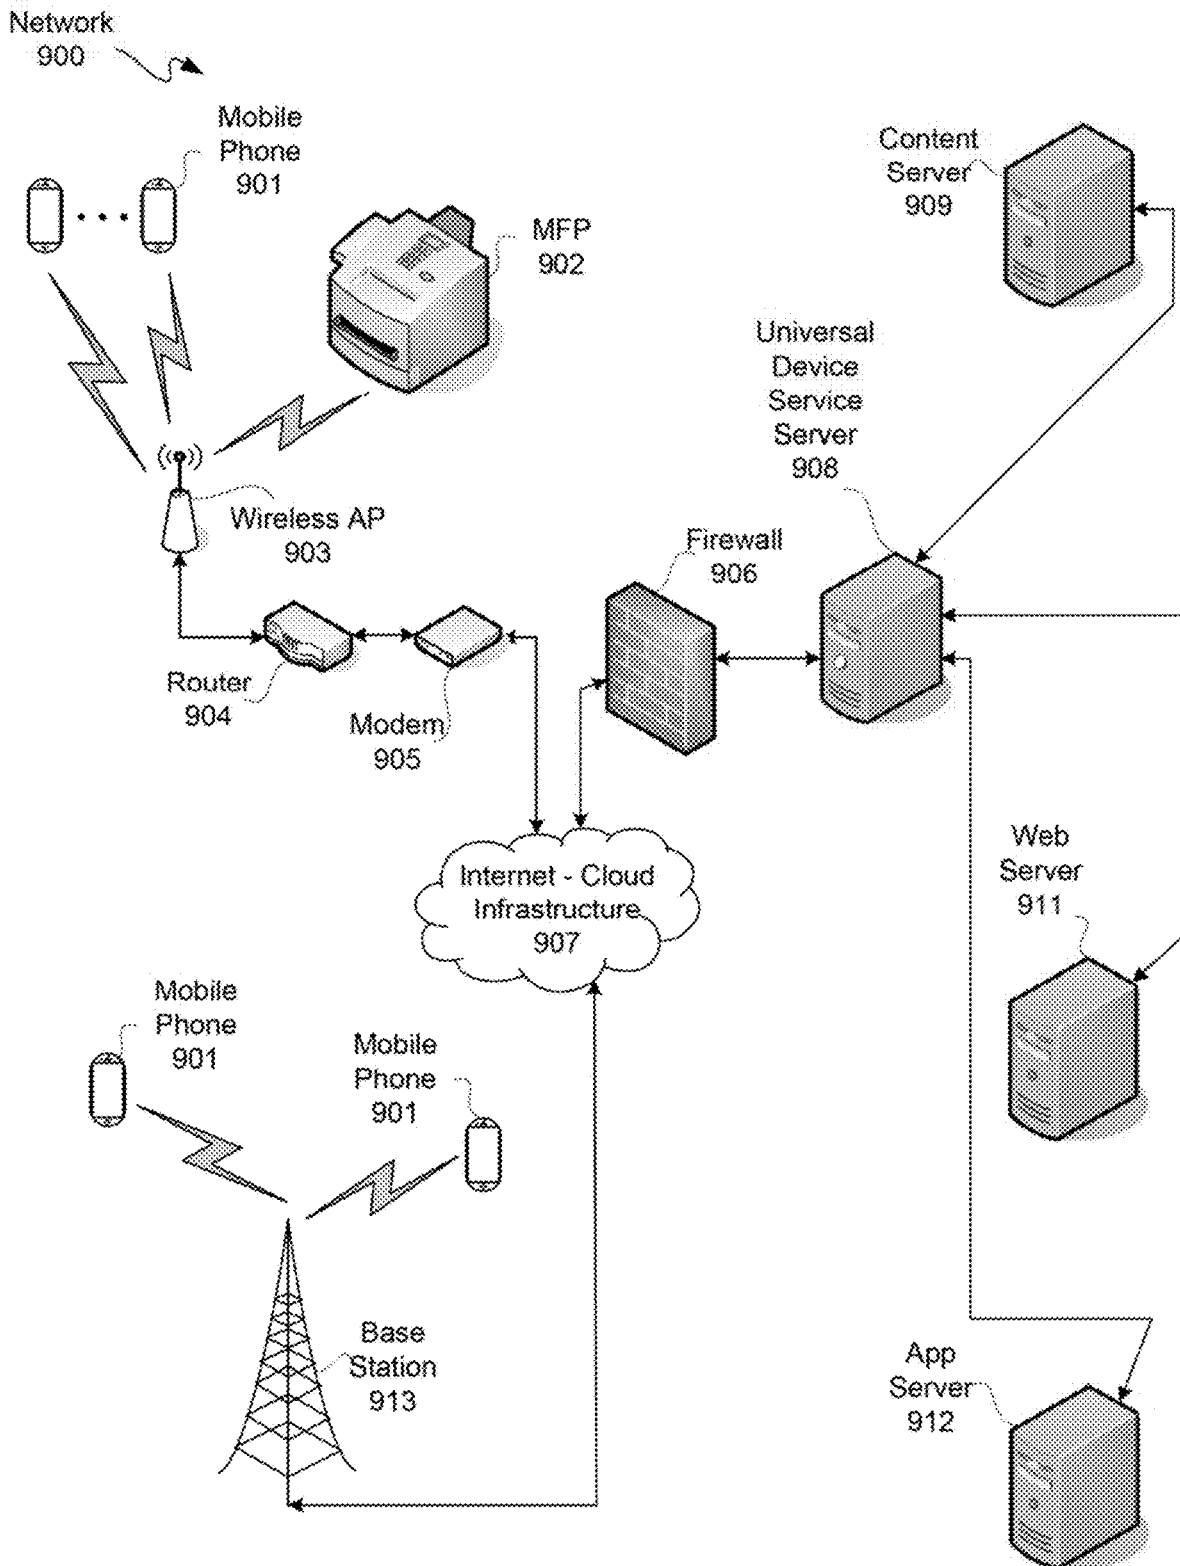 Network
900
Mobile
Phone
901
MFP
902
Content
Server
909
Universal
Device
Service
Server
908
Wireless AP
903
Firewall
906
Router
904
Modem
905
Internet - Cloud
Infrastructure
907
Web
Server
911
Mobile
Phone
901
Mobile
Phone
901
Base
Station
913
App
Server
912